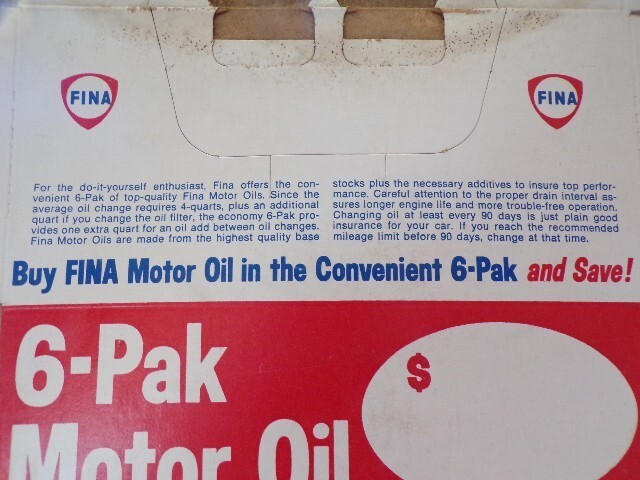 FINA
FINA
For the do-it-yourself enthusiast, Fina offers the con-
venient 6-Pak of top-quality Fina Motor Oils. Since the
average oil change requires 4-quarts, plus an additional
quart if you change the oil filter, the economy 6-Pak pro-
vides one extra quart for an oil add between oil changes.
Fina Motor Oils are made from the highest quality base
stocks plus the necessary additives to insure top perfor-
mance. Careful attention to the proper drain interval as-
sures longer engine life and more trouble-free operation.
Changing oil at least every 90 days is just plain good
insurance for your car. If you reach the recommended
mileage limit before 90 days, change at that time.
Buy FINA Motor Oil in the Convenient 6-Pak and Save!
6-Pak
$
Motor Oil